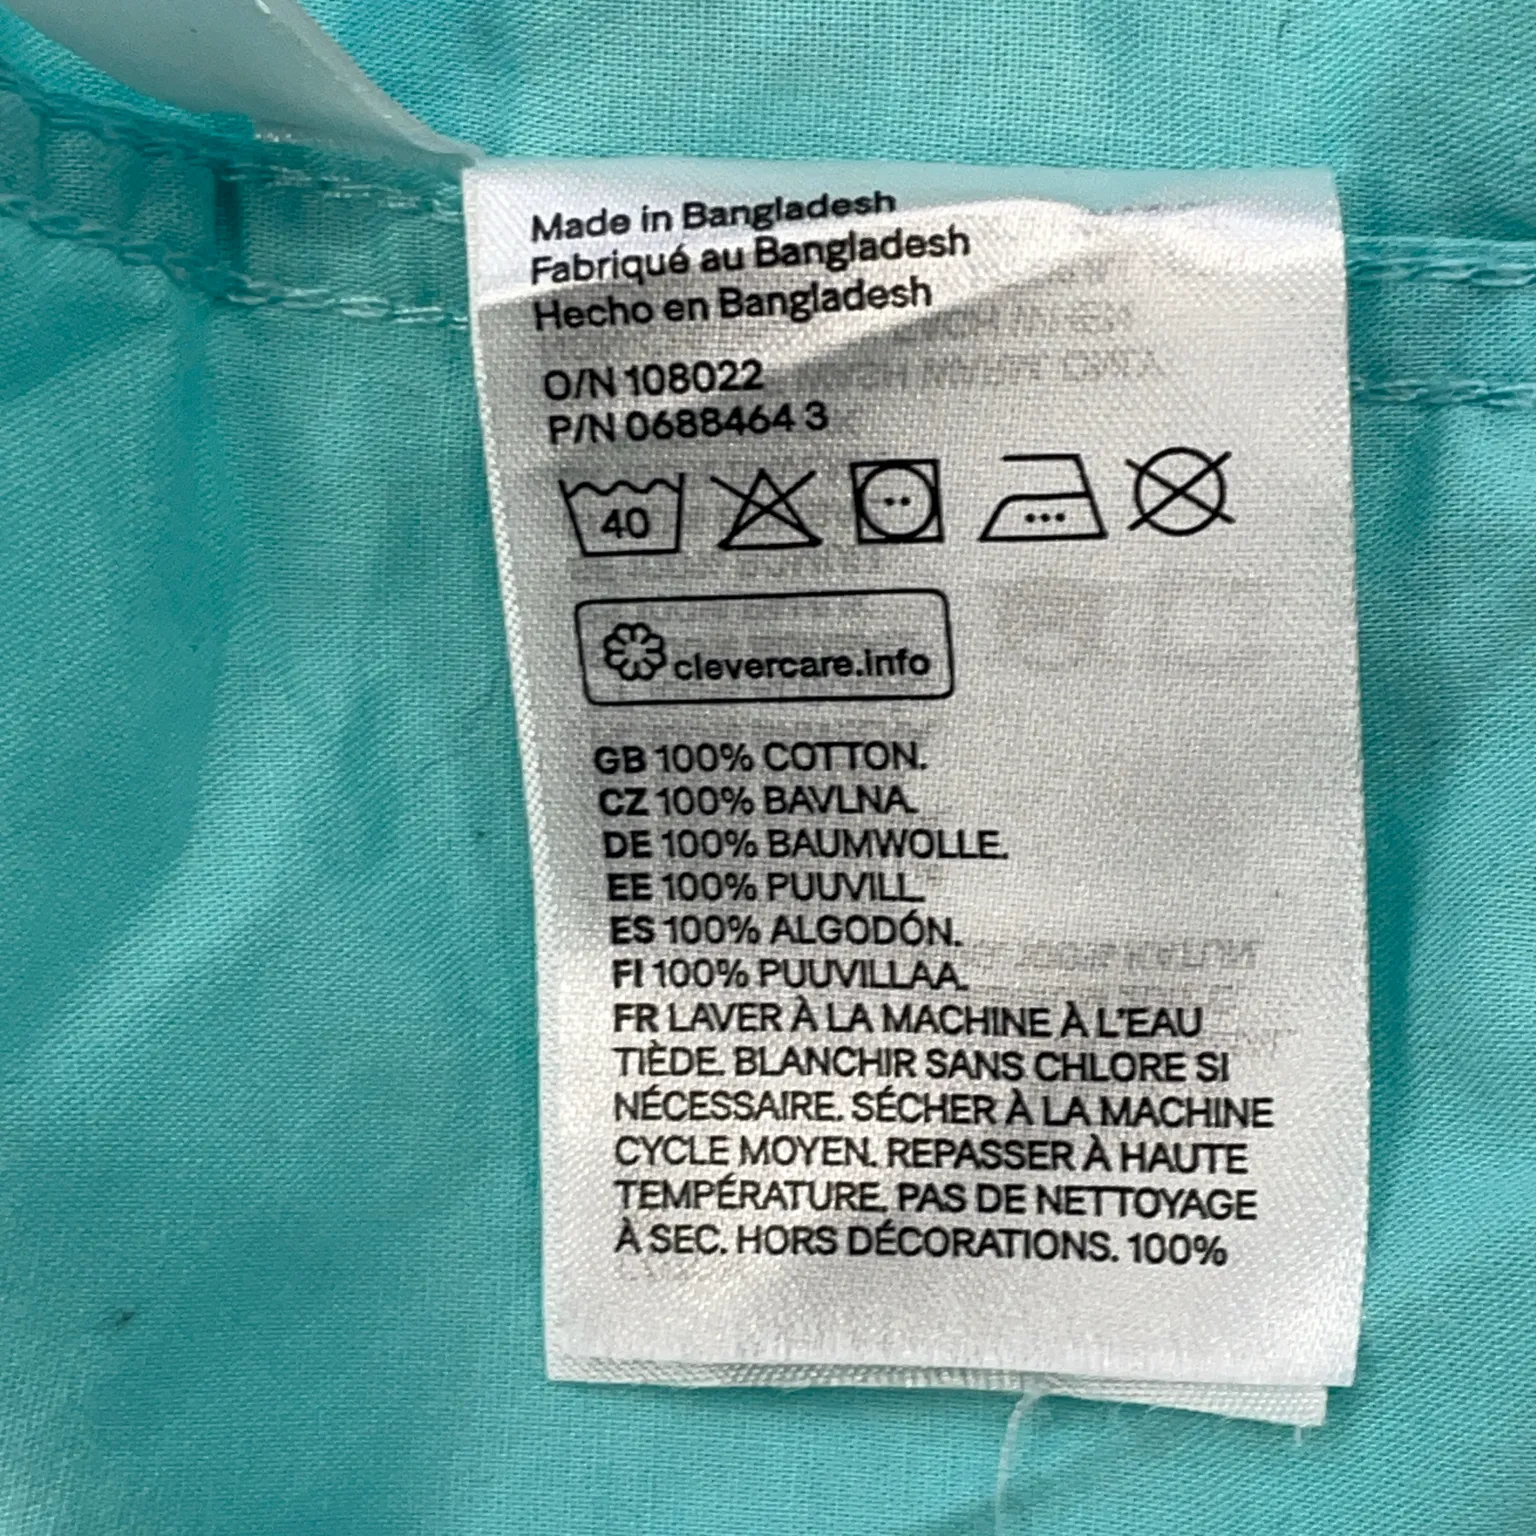 Made in Bangladesh
Fabriqué au Bangladesh
Hecho en Bangladesh
O/N 108022
P/N 0688464 3
40
clevercare.info
GB 100% COTTON.
CZ 100% BAVLNA.
DE 100% BAUMWOLLE.
EE 100% PUUVILL.
ES 100% ALGODÓN.
FI 100% PUUVILLAA.
FR LAVER À LA MACHINE À L'EAU
TIÈDE. BLANCHIR SANS CHLORE SI
NÉCESSAIRE. SÉCHER À LA MACHINE
CYCLE MOYEN. REPASSER À HAUTE
TEMPÉRATURE. PAS DE NETTOYAGE
À SEC. HORS DÉCORATIONS. 100%